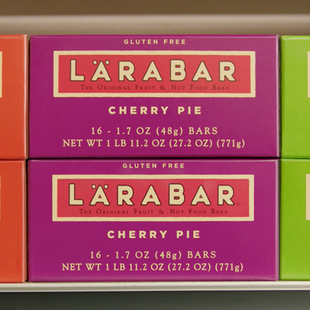 GLUTEN FREE
LÄRABAR
The Original Fruit & Nut Food Bars
CHERRY PIE
16 - 1.7 OZ (48g) BARS
NET WT 1 LB 11.2 OZ (27.2 OZ) (771g)
GLUTEN FREE
LÄRABAR
The Original Fruit & Nut Food Bars
CHERRY PIE
16 - 1.7 OZ (48g) BARS
NET WT 1 LB 11.2 OZ (27.2 OZ) (771g)